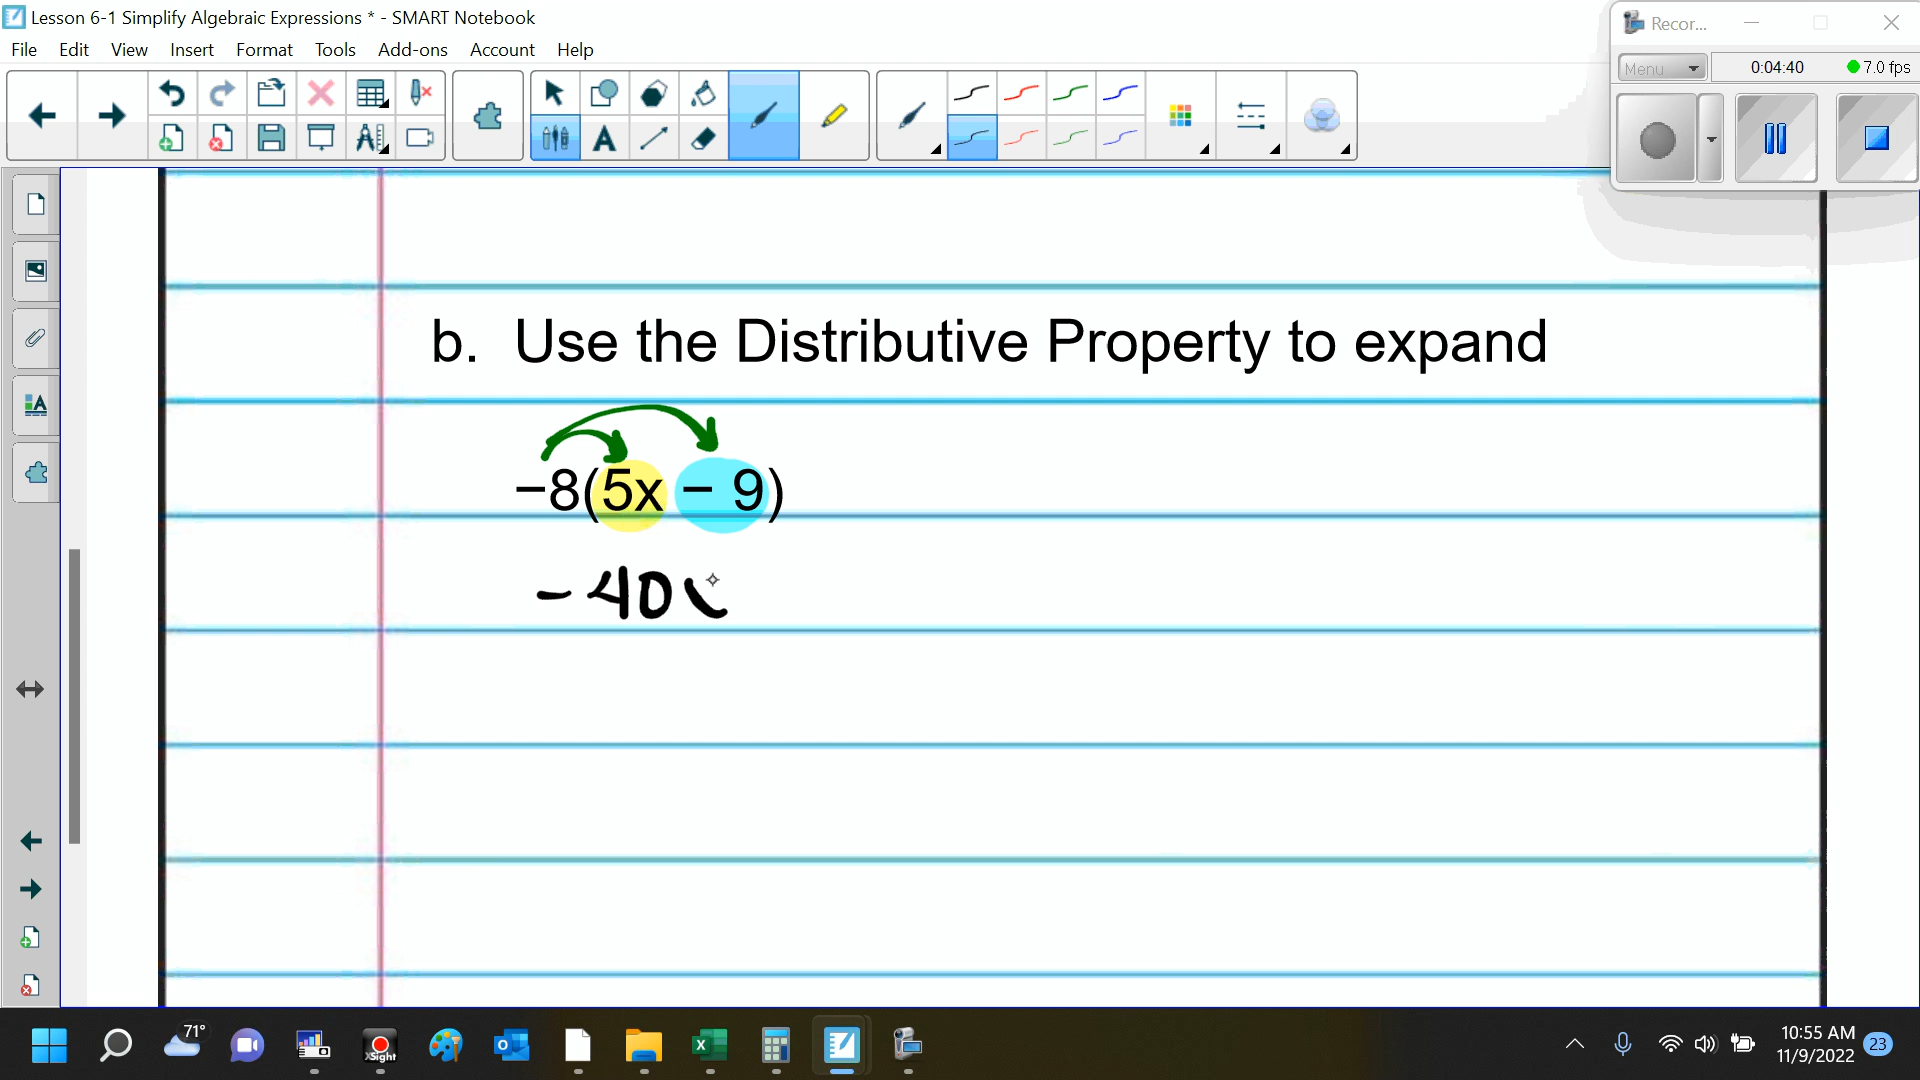 Lesson 6-1 Simplify Algebraic Expressions * - SMART Notebook
File Edit View Insert Format Tools Add-ons Account Help
Recor...
Menu 0:04:40 7.0 fps
b. Use the Distributive Property to expand
−8(5x − 9)
- 40
71°
XSight
10:55 AM
11/9/2022
23